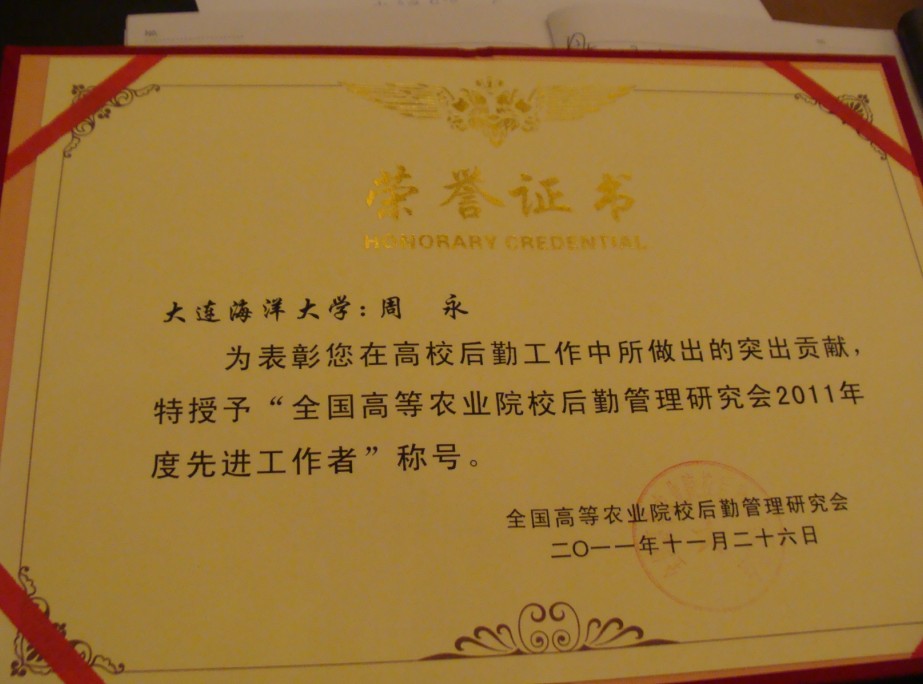 荣誉证书
HONORARY CREDENTIAL
大连海洋大学：周　永
为表彰您在高校后勤工作中所做出的突出贡献，
特授予“全国高等农业院校后勤管理研究会2011年
度先进工作者”称号。
全国高等农业院校后勤管理研究会
二〇一一年十一月二十六日